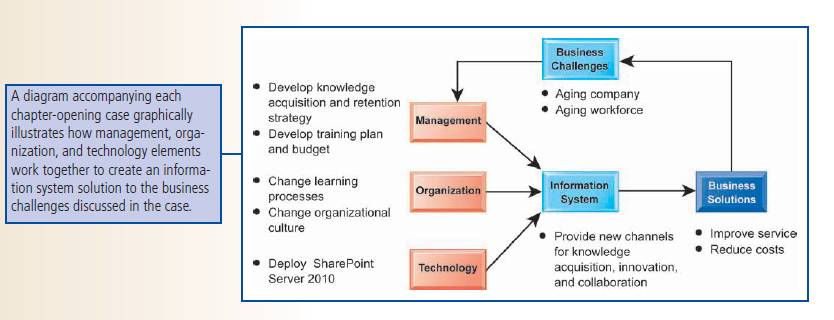 A diagram accompanying each
chapter-opening case graphically
illustrates how management, orga-
nization, and technology elements
work together to create an informa-
tion system solution to the business
challenges discussed in the case.
Business
Challenges
• Aging company
• Aging workforce
• Develop knowledge
acquisition and retention
strategy
• Develop training plan
and budget
Management
• Change learning
processes
• Change organizational
culture
Organization
• Deploy SharePoint
Server 2010
Technology
Information
System
• Provide new channels
for knowledge
acquisition, innovation,
and collaboration
Business
Solutions
• Improve service
• Reduce costs